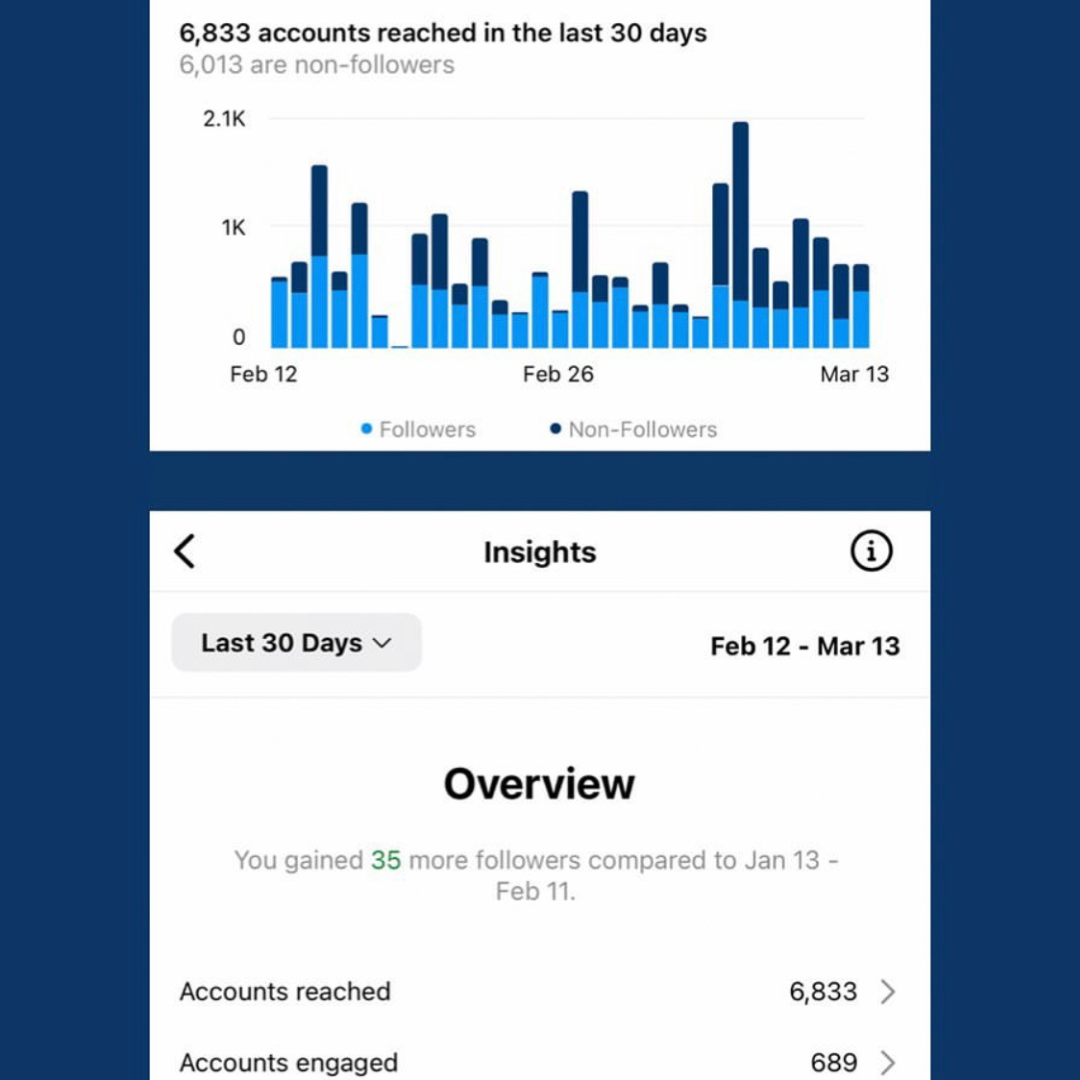 6,833 accounts reached in the last 30 days
6,013 are non-followers
2.1K
1K
0
Feb 12 Feb 26 Mar 13
Followers Non-Followers
Insights
Last 30 Days Feb 12 - Mar 13
Overview
You gained 35 more followers compared to Jan 13 -
Feb 11.
Accounts reached 6,833
Accounts engaged 689